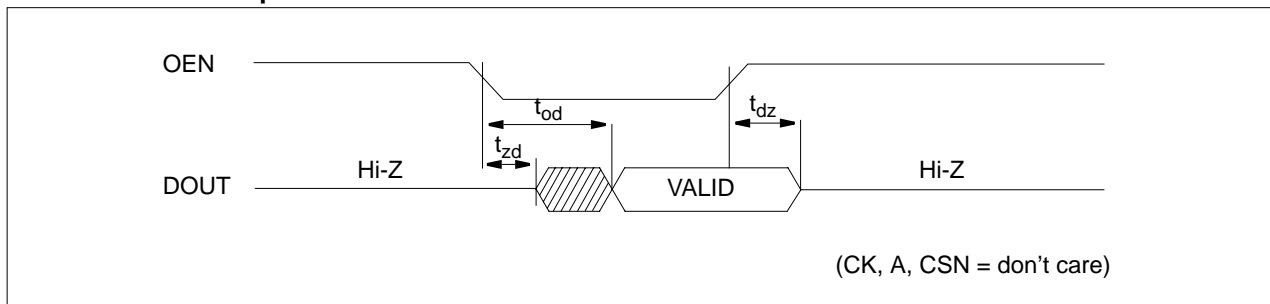 OEN
t_od
t_dz
t_zd
Hi-Z
Hi-Z
DOUT
VALID
(CK, A, CSN = don't care)